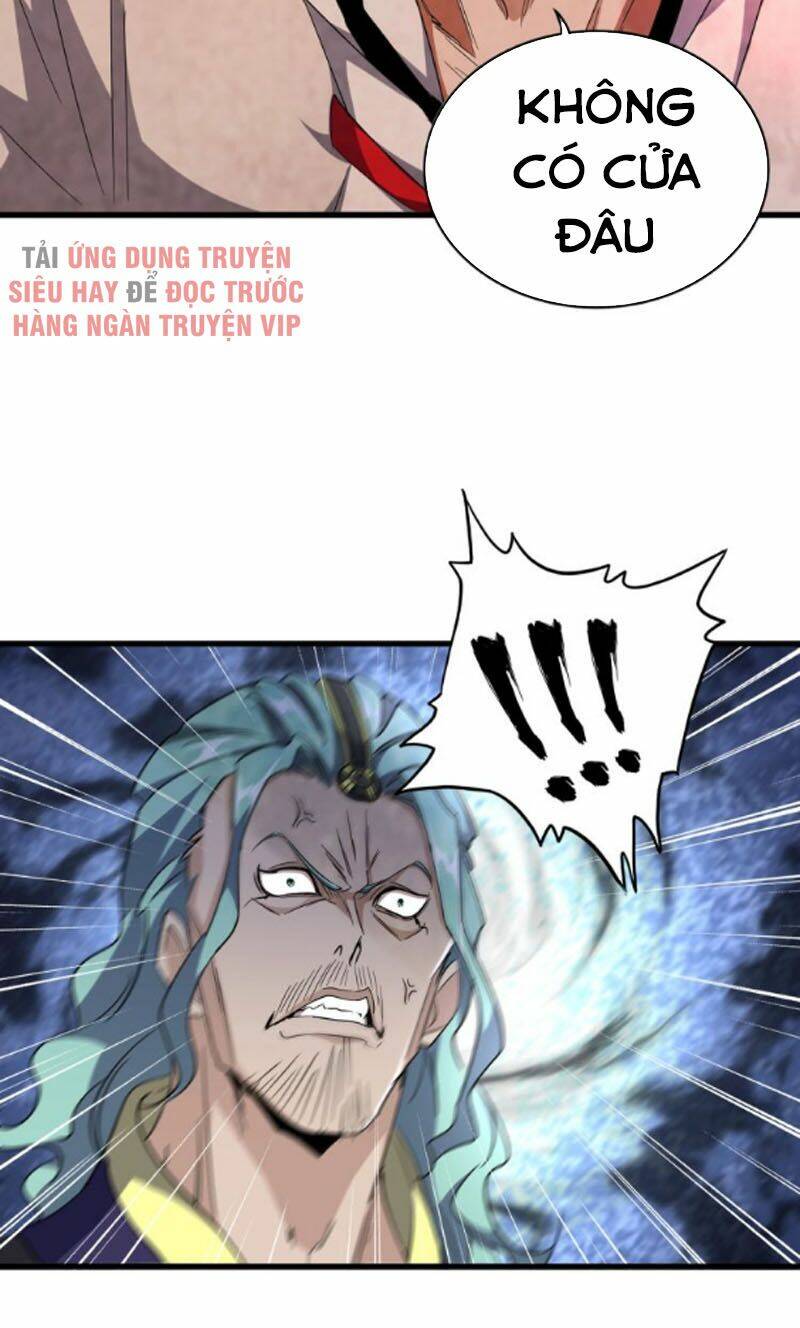 KHÔNG
CÓ CỬA
ĐÂU
TẢI ỨNG DỤNG TRUYỆN
SIÊU HAY ĐỂ ĐỌC TRƯỚC
HÀNG NGÀN TRUYỆN VIP
!!!